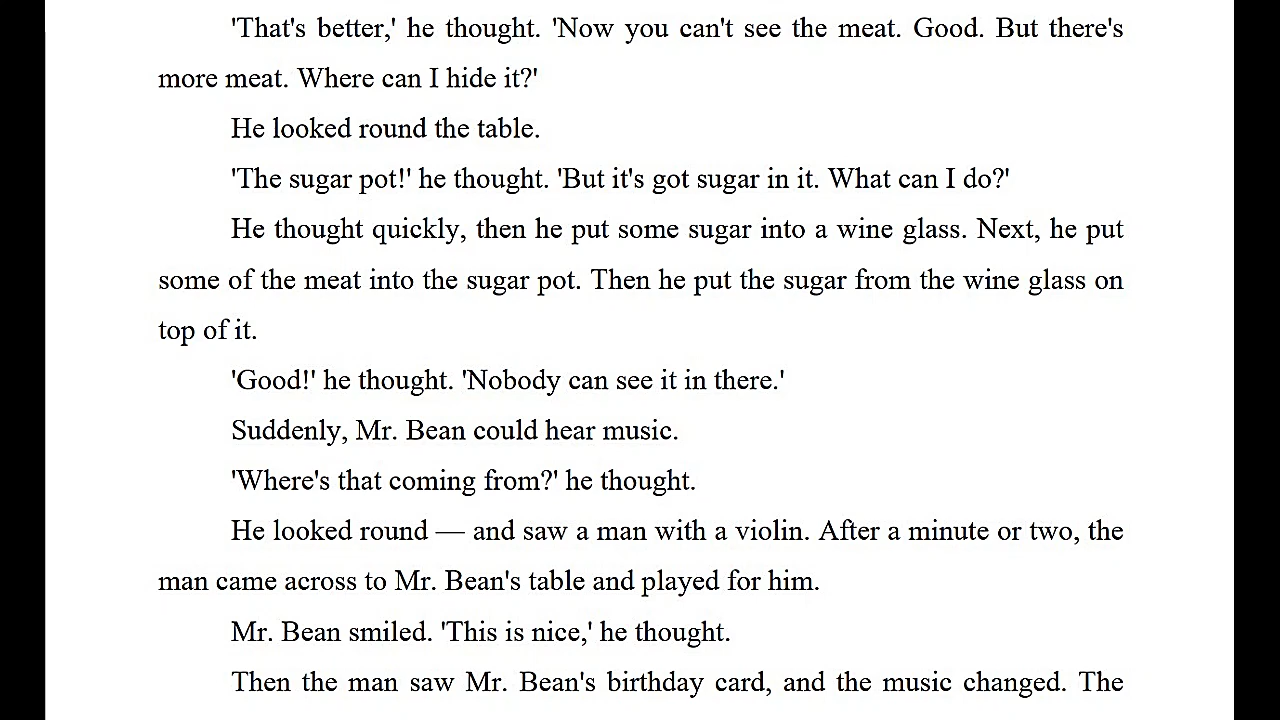 'That's better,' he thought. 'Now you can't see the meat. Good. But there's
more meat. Where can I hide it?'
He looked round the table.
'The sugar pot!' he thought. 'But it's got sugar in it. What can I do?'
He thought quickly, then he put some sugar into a wine glass. Next, he put
some of the meat into the sugar pot. Then he put the sugar from the wine glass on
top of it.
'Good!' he thought. 'Nobody can see it in there.'
Suddenly, Mr. Bean could hear music.
'Where's that coming from?' he thought.
He looked round — and saw a man with a violin. After a minute or two, the
man came across to Mr. Bean's table and played for him.
Mr. Bean smiled. 'This is nice,' he thought.
Then the man saw Mr. Bean's birthday card, and the music changed. The